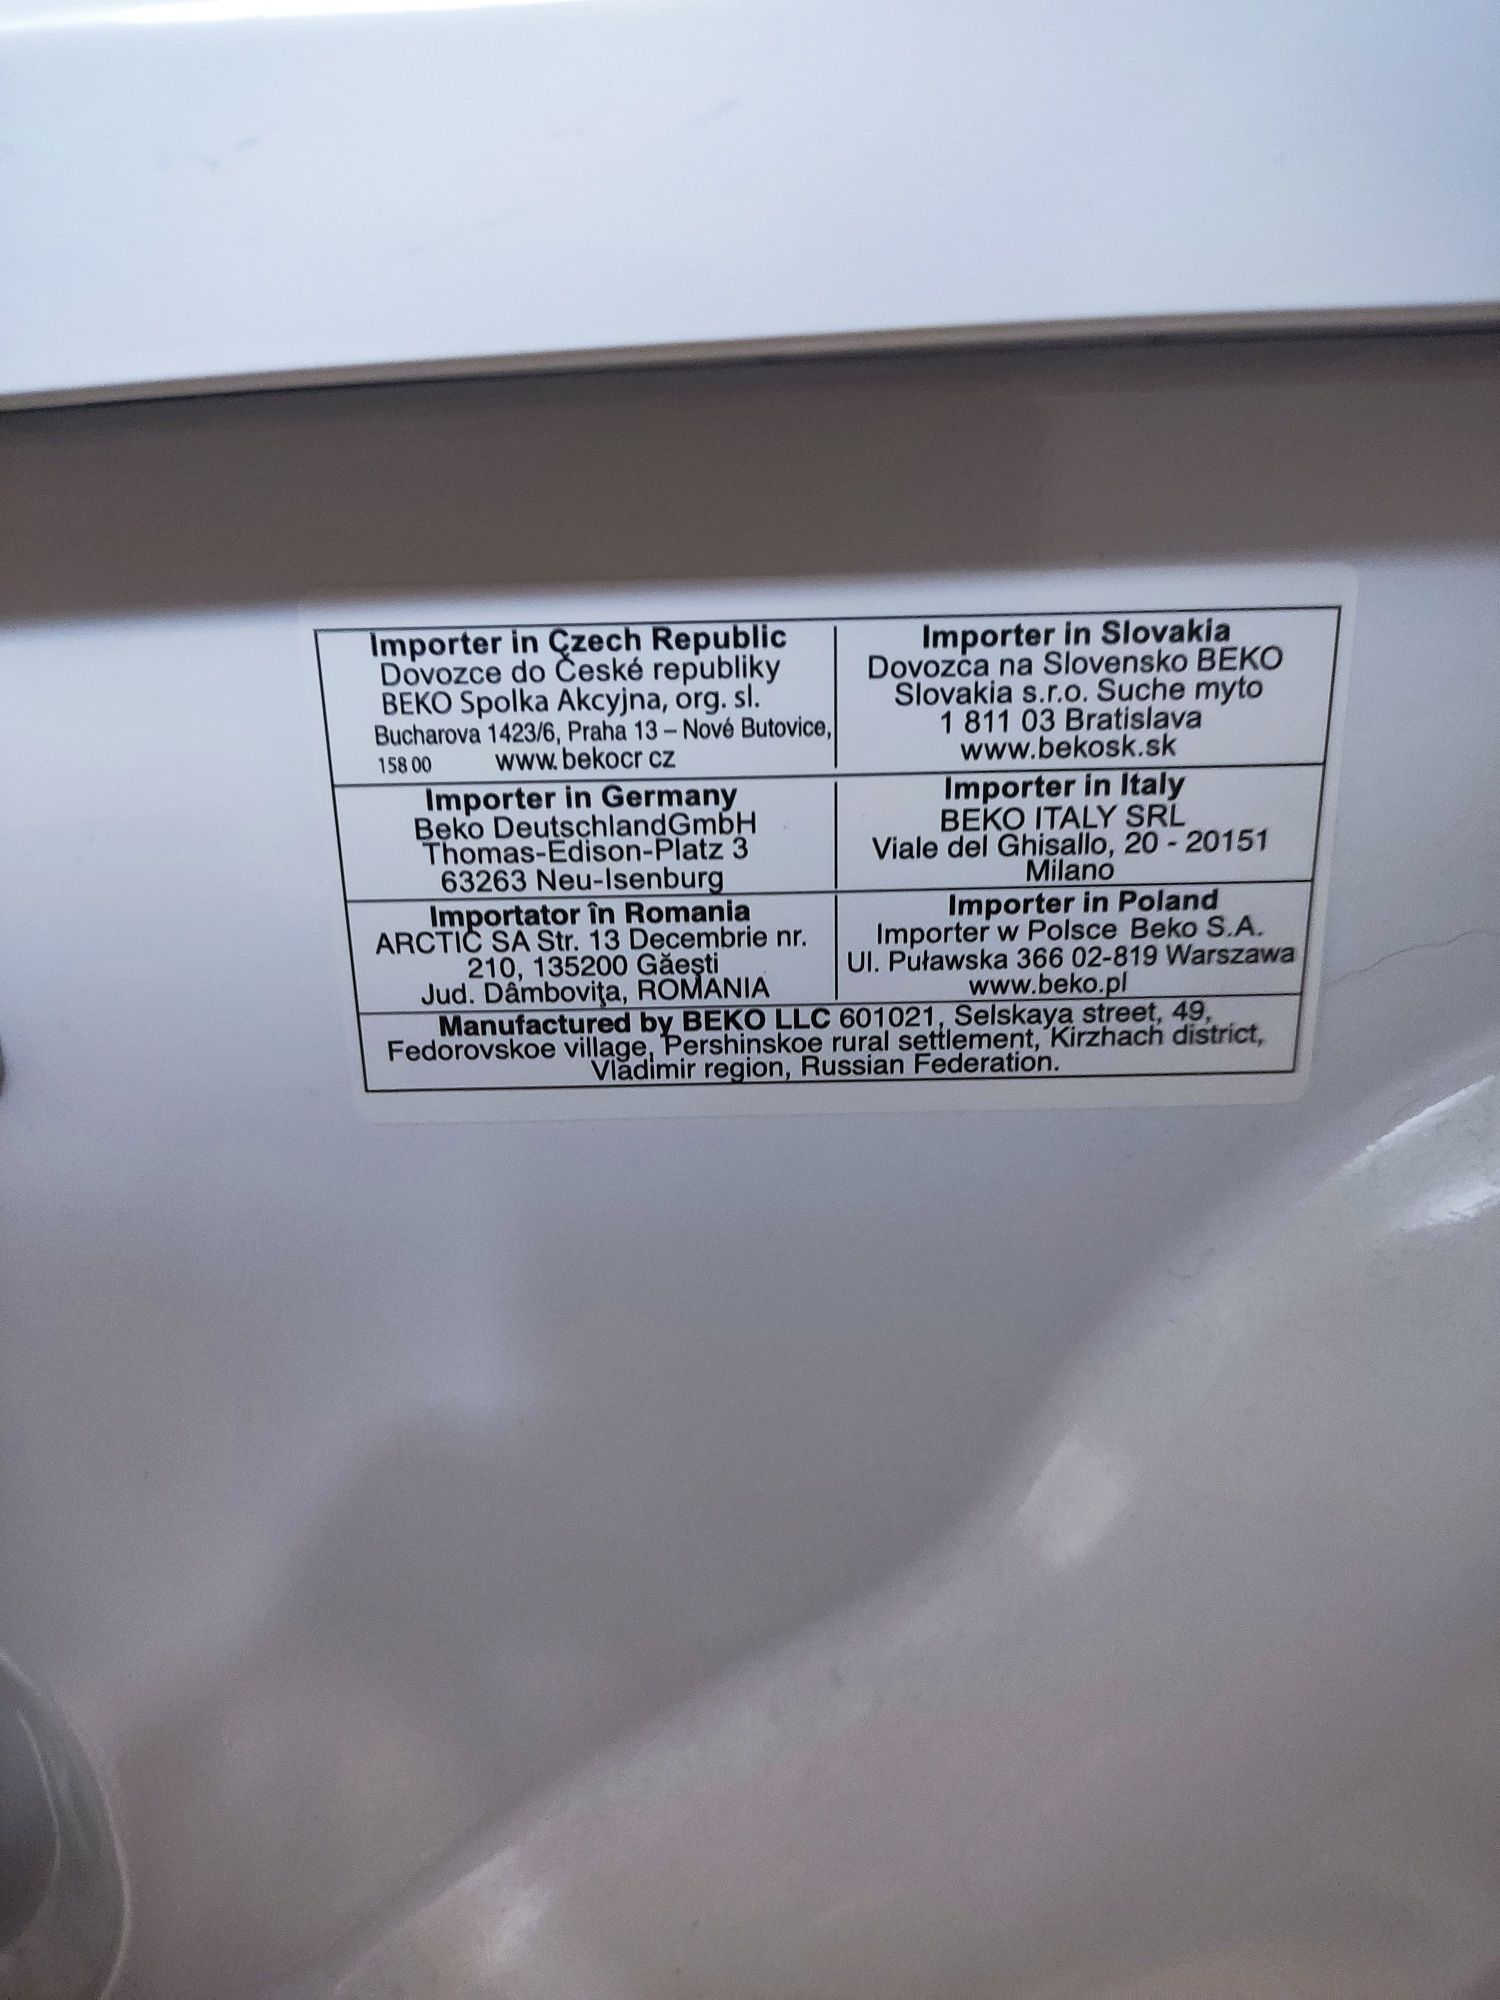 Importer in Czech Republic
Dovozce do České republiky
BEKO Spolka Akcyjna, org. sl.
Bucharova 1423/6, Praha 13 – Nové Butovice,
158 00 www.bekocr cz
Importer in Slovakia
Dovozca na Slovensko BEKO
Slovakia s.r.o. Suche myto
1 811 03 Bratislava
www.bekosk.sk
Importer in Germany
Beko DeutschlandGmbH
Thomas-Edison-Platz 3
63263 Neu-Isenburg
Importer in Italy
BEKO ITALY SRL
Viale del Ghisallo, 20 - 20151
Milano
Importator în Romania
ARCTIC SA Str. 13 Decembrie nr.
210, 135200 Găeşti
Jud. Dâmboviţa, ROMANIA
Importer in Poland
Importer w Polsce Beko S.A.
Ul. Puławska 366 02-819 Warszawa
www.beko.pl
Manufactured by BEKO LLC 601021, Selskaya street, 49,
Fedorovskoe village, Pershinskoe rural settlement, Kirzhach district,
Vladimir region, Russian Federation.